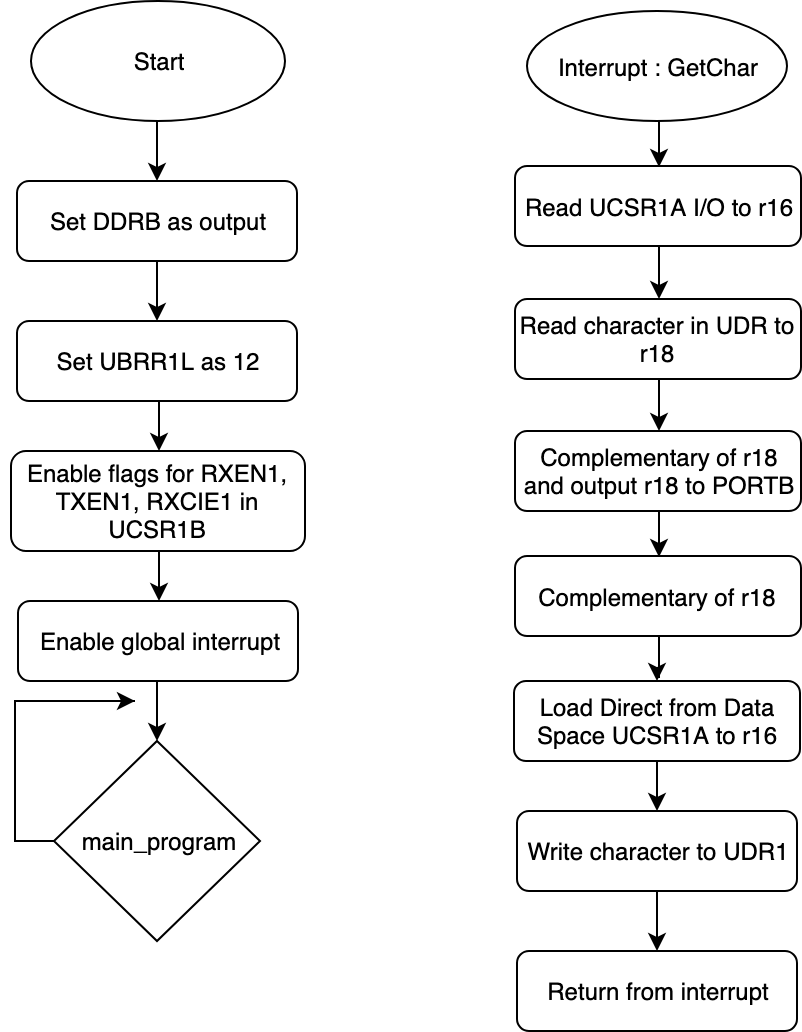 Start
Set DDRB as output
Set UBRR1L as 12
Enable flags for RXEN1,
TXEN1, RXCIE1 in
UCSR1B
Enable global interrupt
main_program
Interrupt : GetChar
Read UCSR1A I/O to r16
Read character in UDR to
r18
Complementary of r18
and output r18 to PORTB
Complementary of r18
Load Direct from Data
Space UCSR1A to r16
Write character to UDR1
Return from interrupt